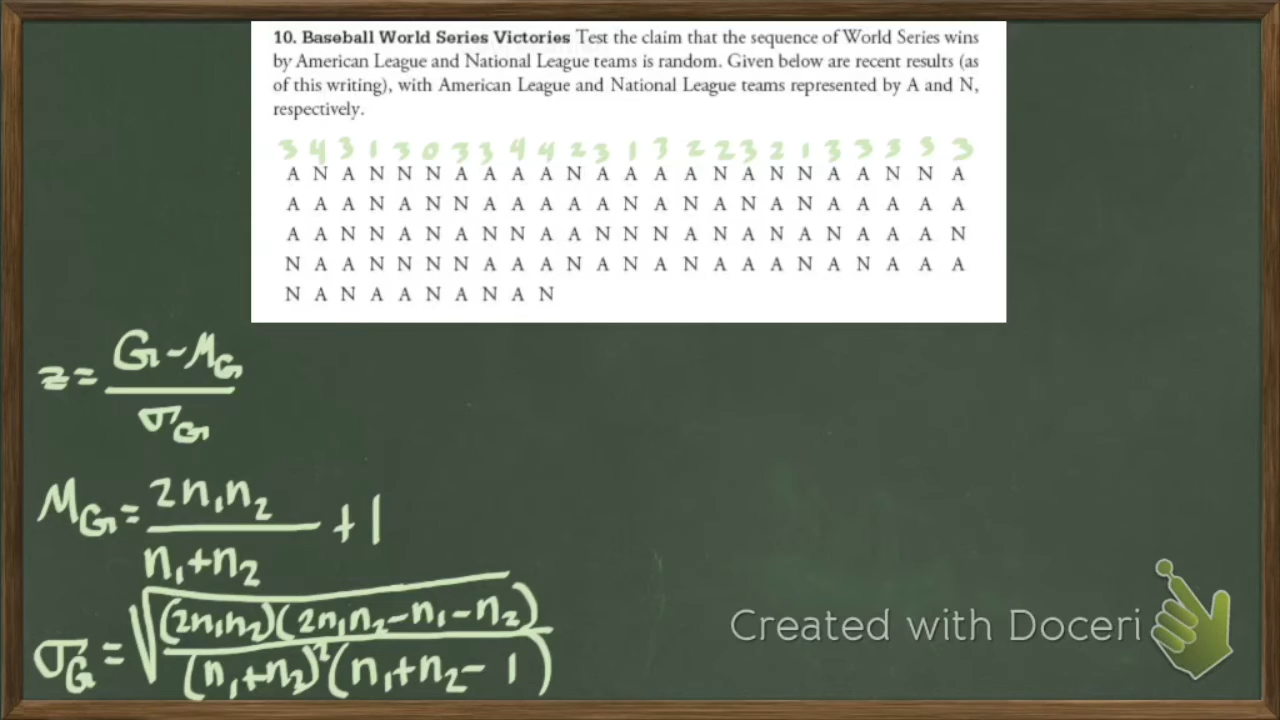 10. Baseball World Series Victories Test the claim that the sequence of World Series wins
by American League and National League teams is random. Given below are recent results (as
of this writing), with American League and National League teams represented by A and N,
respectively.
3 4 3 1 3 0 3 3 4 4 2 3 1 3 2 2 3 2 1 3 3 3 3 3
A N A N N N A A A A N A A A A N A N N A A N N A
A A A N A N N A A A A A N A N A N A N A A A A A
A A N N A N A N N A A N N N A N A N A N A A A N
N A A N N N N A A A N A N A N A A A N A N A A A
N A N A A N A N A N
z = G - μG
σG
μG = 2n₁n₂
+ 1
n₁+n₂
σG = √(2n₁n₂)(2n₁n₂-n₁-n₂)
(n₁+n₂)²(n₁+n₂-1)
Created with Doceri